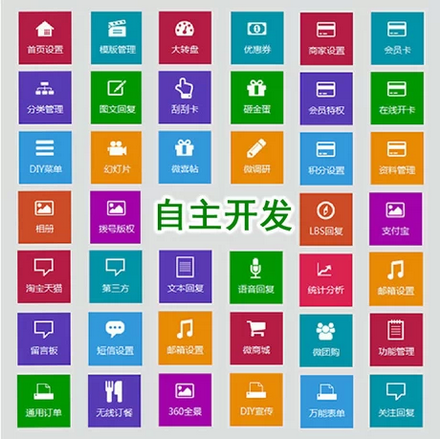 首页设置 模版管理 大转盘 优惠券 商家设置 会员卡
分类管理 图文回复 刮刮卡 砸金蛋 会员特权 在线开卡
DIY菜单 幻灯片 微喜帖 微调研 积分设置 资料管理
相册 拨号版权 自主开发 LBS回复 支付宝
淘宝天猫 第三方 文本回复 语音回复 统计分析 邮箱设置
留言板 短信设置 邮箱设置 微商城 微团购 功能管理
通用订单 无线订餐 360全景 DIY宣传 万能表单 关注回复